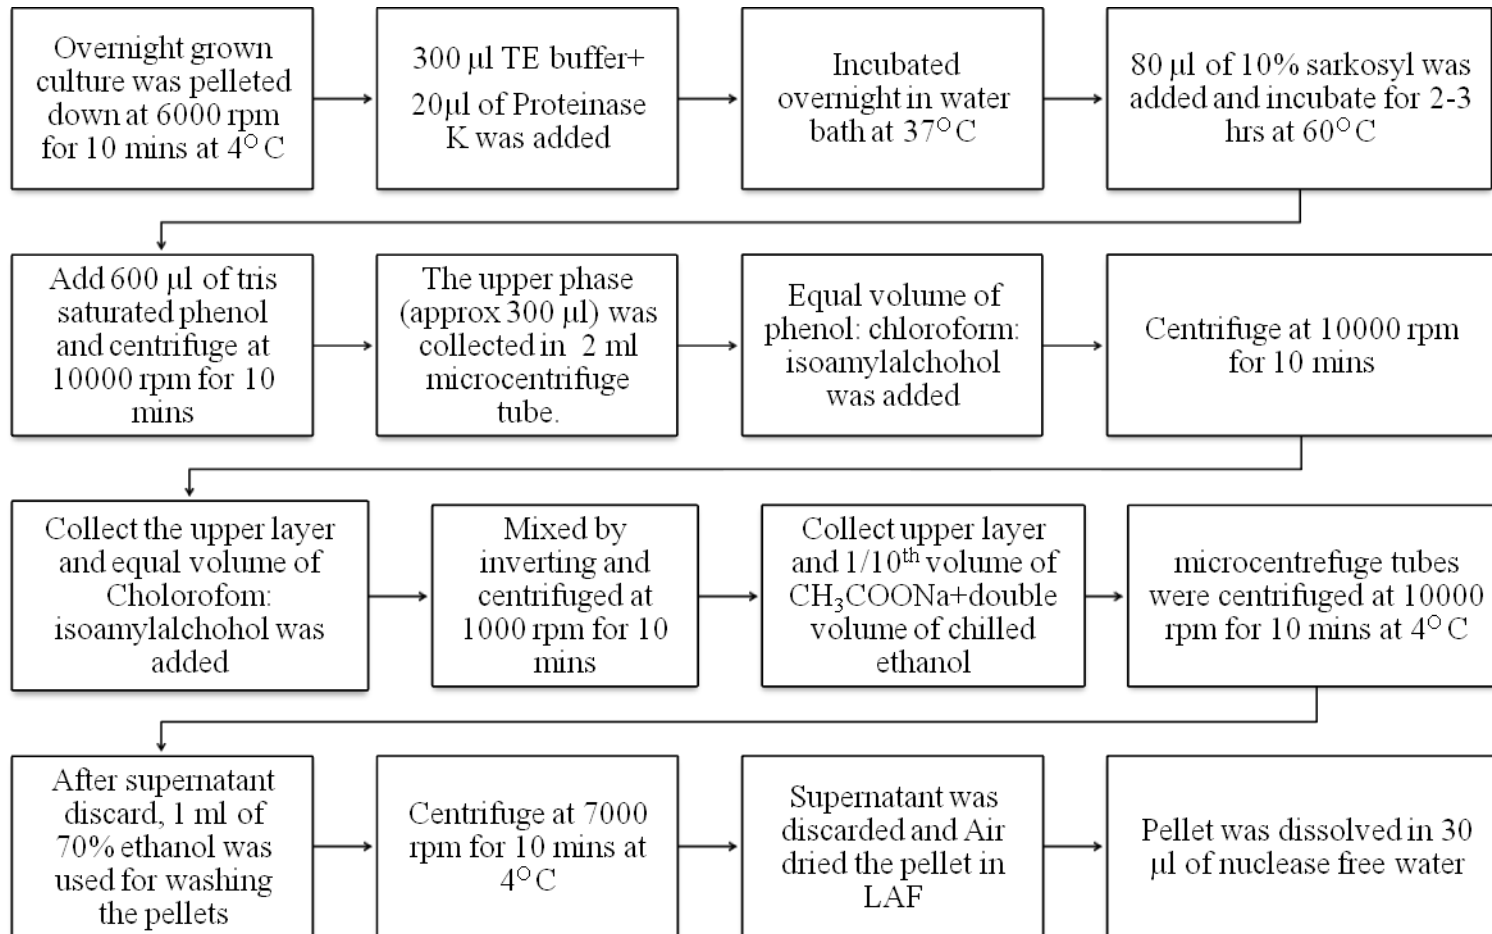 Overnight grown
culture was pelleted
down at 6000 rpm
for 10 mins at 4° C
300 µl TE buffer+
20µl of Proteinase
K was added
Incubated
overnight in water
bath at 37° C
80 µl of 10% sarkosyl was
added and incubate for 2-3
hrs at 60° C
Add 600 µl of tris
saturated phenol
and centrifuge at
10000 rpm for 10
mins
The upper phase
(approx 300 µl) was
collected in 2 ml
microcentrifuge
tube.
Equal volume of
phenol: chloroform:
isoamylalchohol
was added
Centrifuge at 10000 rpm
for 10 mins
Collect the upper layer
and equal volume of
Cholorofom:
isoamylalchohol was
added
Mixed by
inverting and
centrifuged at
1000 rpm for 10
mins
Collect upper layer
and 1/10th volume of
CH3COONa+double
volume of chilled
ethanol
microcentrefuge tubes
were centrifuged at 10000
rpm for 10 mins at 4° C
After supernatant
discard, 1 ml of
70% ethanol was
used for washing
the pellets
Centrifuge at 7000
rpm for 10 mins at
4° C
Supernatant was
discarded and Air
dried the pellet in
LAF
Pellet was dissolved in 30
µl of nuclease free water